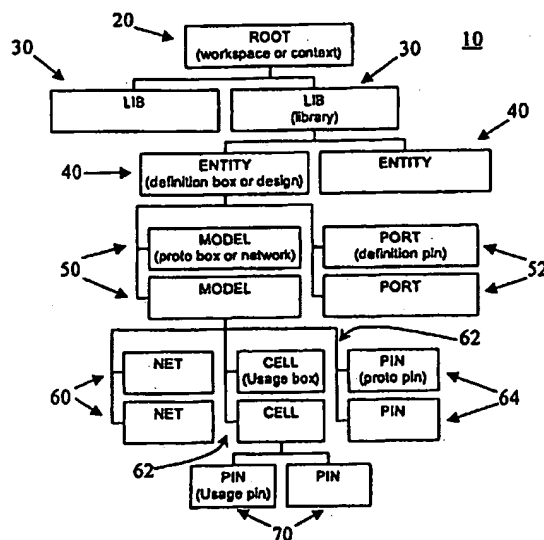 20
ROOT
(workspace or context)
10
30
30
LIB
LIB
(library)
40
40
ENTITY
(definition box or design)
ENTITY
50
MODEL
(proto box or network)
MODEL
PORT
(definition pin)
PORT
52
62
60
NET
NET
CELL
(Usage box)
CELL
PIN
(proto pin)
PIN
64
62
PIN
(Usage pin)
PIN
70